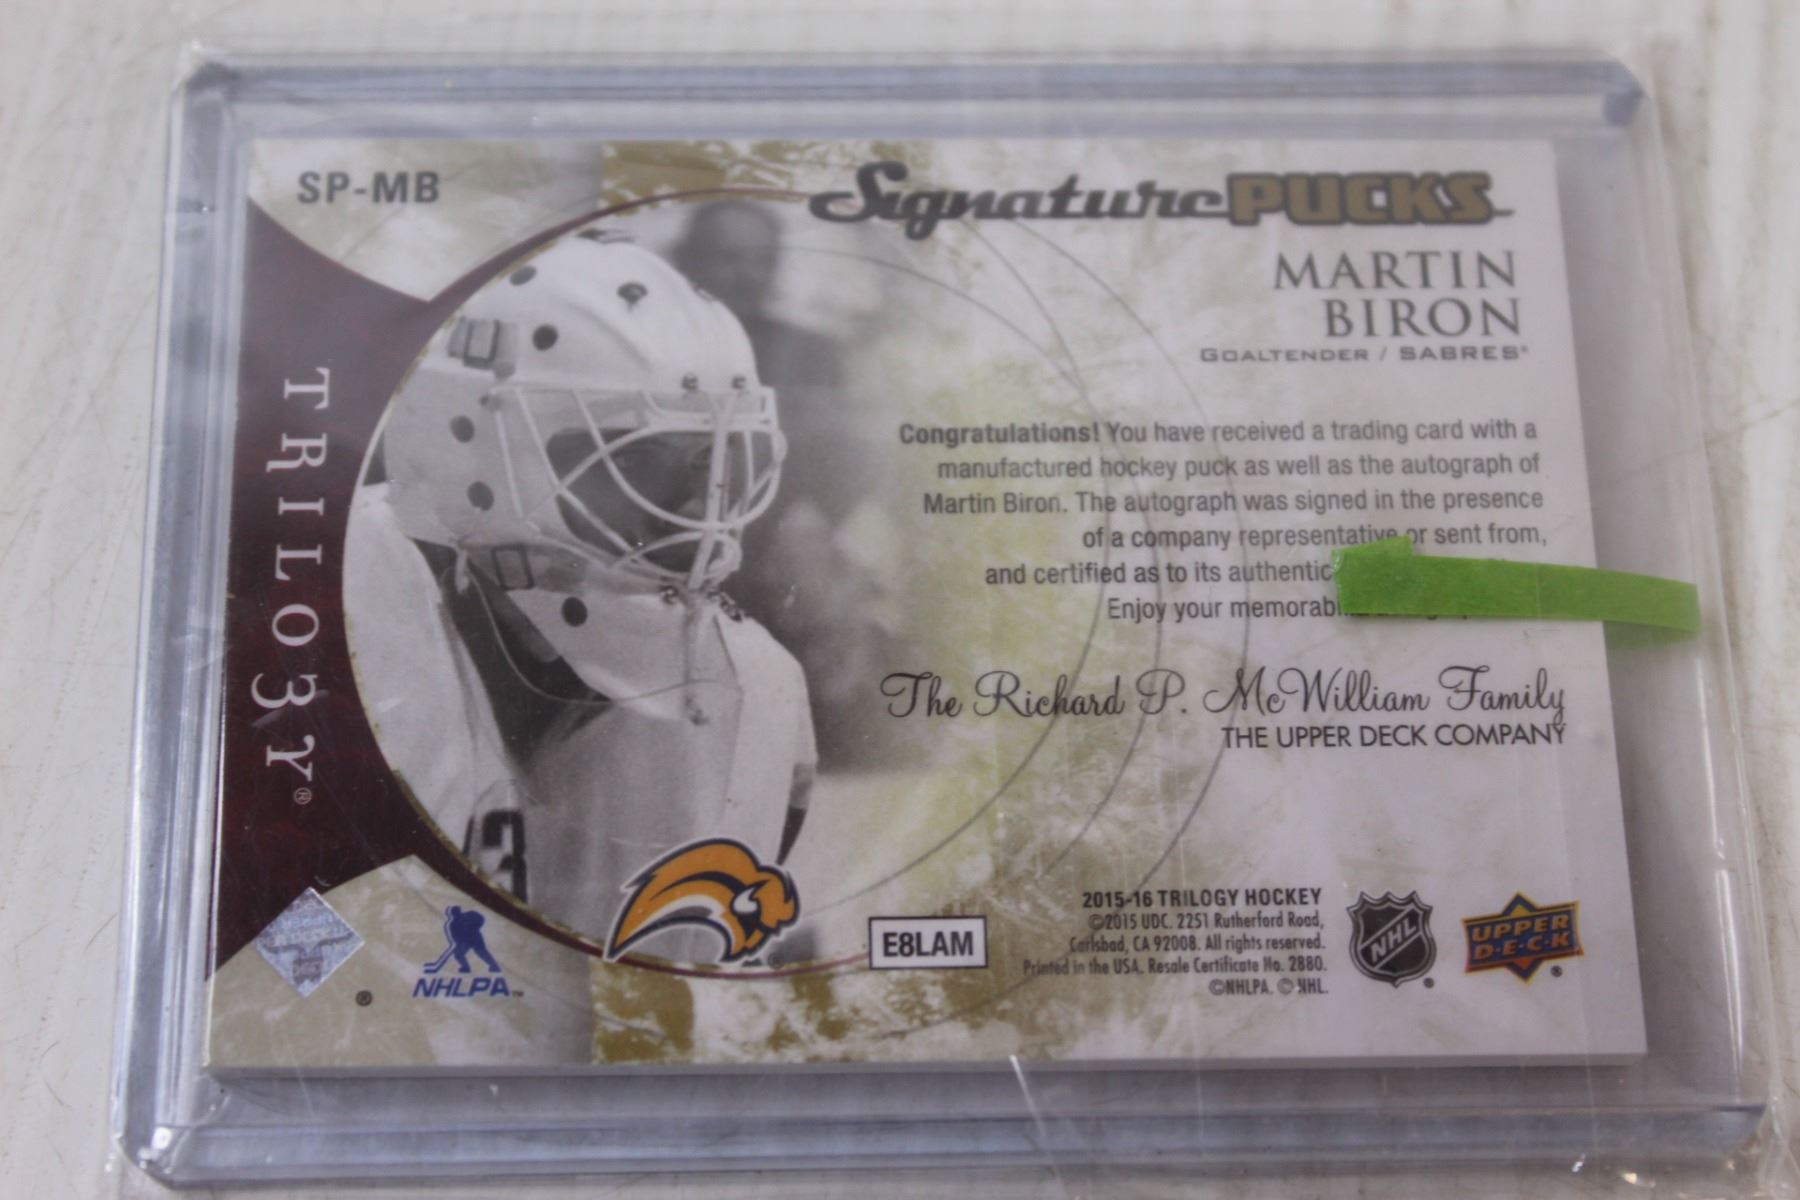 SP-MB
Signature PUCKS
MARTIN
BIRON
GOALTENDER / SABRES®
TRILOGY®
Congratulations! You have received a trading card with a
manufactured hockey puck as well as the autograph of
Martin Biron. The autograph was signed in the presence
of a company representative or sent from,
and certified as to its authentic
Enjoy your memorab
The Richard P. McWilliam Family
THE UPPER DECK COMPANY
3
®
NHLPA™
E8LAM
2015-16 TRILOGY HOCKEY
©2015 UDC. 2251 Rutherford Road,
Carlsbad, CA 92008. All rights reserved.
Printed in the USA. Resale Certificate No. 2880.
©NHLPA. © NHL.
NHL®
UPPER
D·E·C·K®